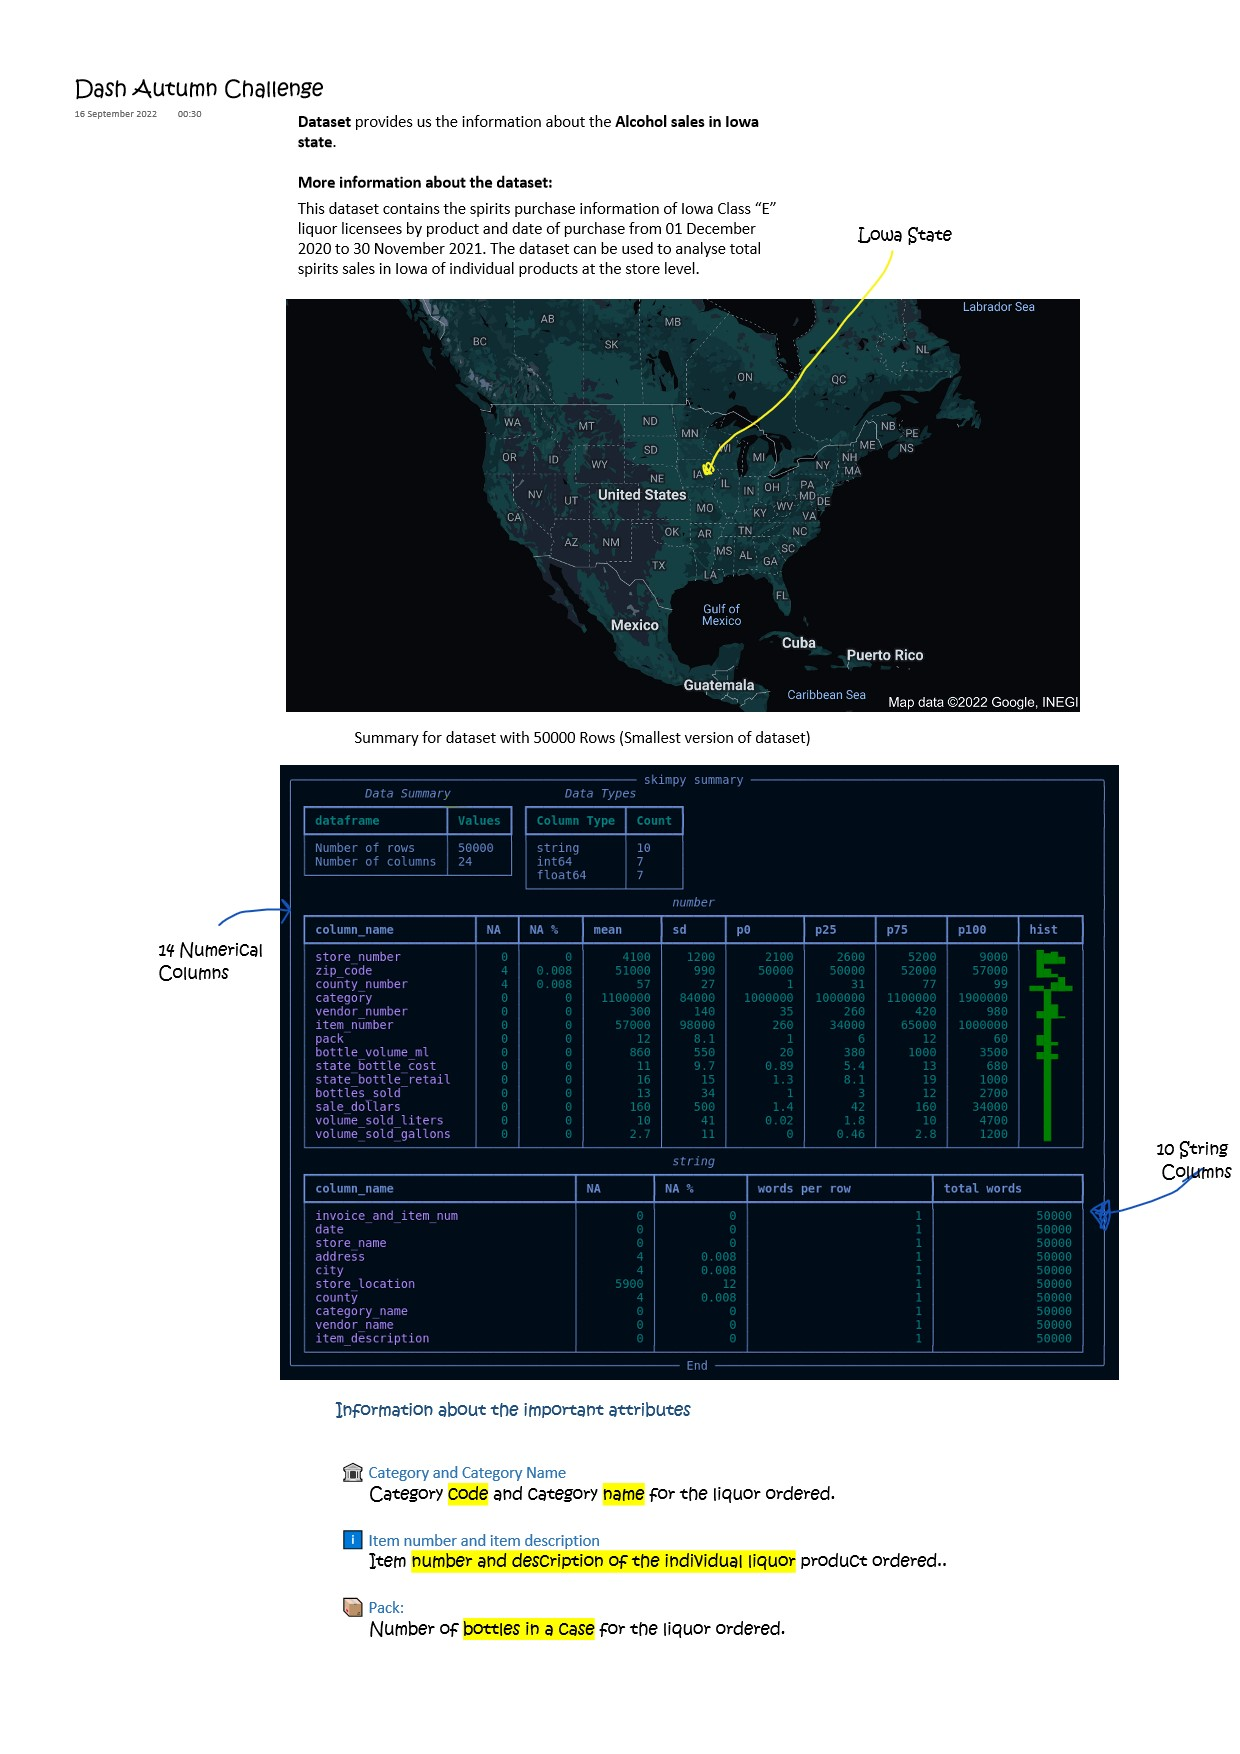 Dash Autumn Challenge
16 September 2022 00:30
Dataset provides us the information about the Alcohol sales in Iowa
state.
More information about the dataset:
This dataset contains the spirits purchase information of Iowa Class “E”
liquor licensees by product and date of purchase from 01 December
2020 to 30 November 2021. The dataset can be used to analyse total
spirits sales in Iowa of individual products at the store level.
Lowa State
Labrador Sea
AB
MB
BC
SK
NL
ON
QC
WA
MT
ND
MN
NB
PE
OR
ID
WY
SD
WI
MI
ME
NS
NH
NY
MA
NE
IA
IL
IN
OH
PA
MD
DE
NV
UT
United States
CA
MO
KY
WV
VA
OK
AR
TN
NC
AZ
NM
MS
AL
SC
GA
TX
LA
FL
Gulf of
Mexico
Mexico
Cuba
Puerto Rico
Guatemala
Caribbean Sea
Map data ©2022 Google, INEGI
Summary for dataset with 50000 Rows (Smallest version of dataset)
skimpy summary
Data Summary Data Types
dataframe Values Column Type Count
Number of rows 50000 string 10
Number of columns 24 int64 7
float64 7
number
14 Numerical
Columns
column_name NA NA % mean sd p0 p25 p75 p100 hist
store_number 0 0 4100 1200 2100 2600 5200 9000
zip_code 4 0.008 51000 990 50000 50000 52000 57000
county_number 4 0.008 57 27 1 31 77 99
category 0 0 1100000 84000 1000000 1000000 1100000 1900000
vendor_number 0 0 300 140 35 260 420 980
item_number 0 0 57000 98000 260 34000 65000 1000000
pack 0 0 12 8.1 1 6 12 60
bottle_volume_ml 0 0 860 550 20 380 1000 3500
state_bottle_cost 0 0 11 9.7 0.89 5.4 13 680
state_bottle_retail 0 0 16 15 1.3 8.1 19 1000
bottles_sold 0 0 13 34 1 3 12 2700
sale_dollars 0 0 160 500 1.4 42 160 34000
volume_sold_liters 0 0 10 41 0.02 1.8 10 4700
volume_sold_gallons 0 0 2.7 11 0 0.46 2.8 1200
string
10 String
Columns
column_name NA NA % words per row total words
invoice_and_item_num 0 0 1 50000
date 0 0 1 50000
store_name 0 0 1 50000
address 4 0.008 1 50000
city 4 0.008 1 50000
store_location 5900 12 1 50000
county 4 0.008 1 50000
category_name 0 0 1 50000
vendor_name 0 0 1 50000
item_description 0 0 1 50000
End
Information about the important attributes
Category and Category Name
Category code and category name for the liquor ordered.
i Item number and item description
Item number and description of the individual liquor product ordered..
Pack:
Number of bottles in a case for the liquor ordered.